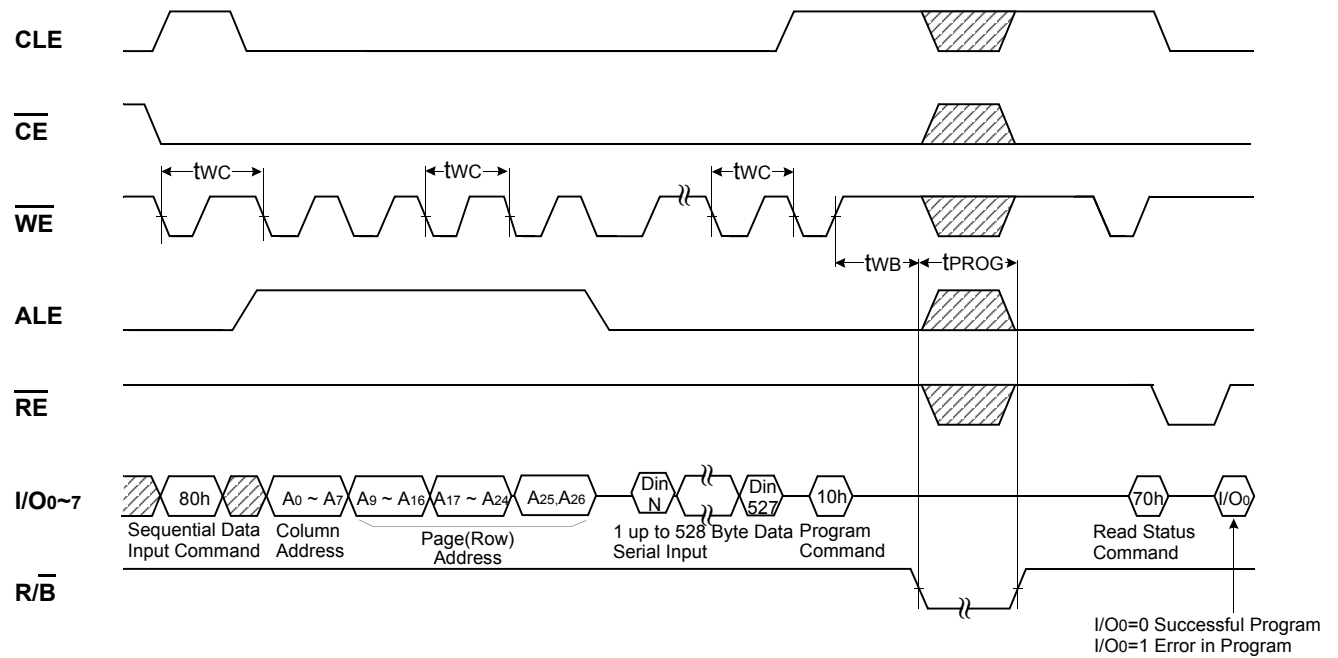 CLE
CE
tWC
tWC
tWC
WE
tWB
tPROG
ALE
RE
I/O0~7
80h
A0 ~ A7
A9 ~ A16
A17 ~ A24
A25,A26
Din
N
Din
527
10h
70h
I/O0
Sequential Data
Input Command
Column
Address
Page(Row)
Address
1 up to 528 Byte Data
Serial Input
Program
Command
Read Status
Command
R/B
I/O0=0 Successful Program
I/O0=1 Error in Program